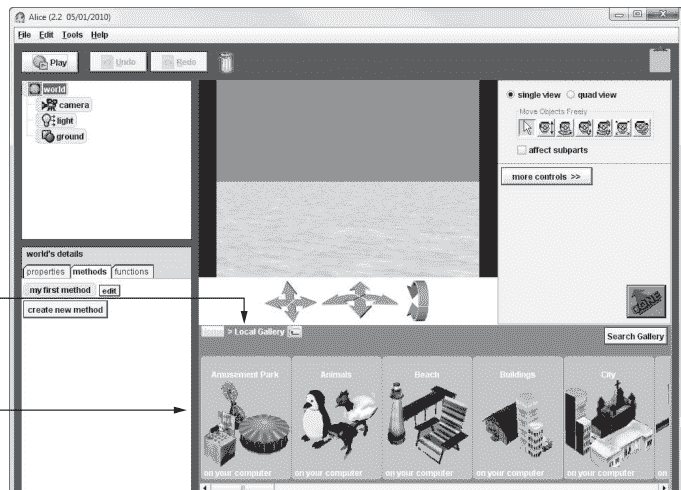 Alice (2.2 05/01/2010)
File Edit Tools Help
Play Undo Redo
world
camera
light
ground
single view quad view
Move Objects Freely
affect subparts
more controls >>
world's details
properties methods functions
my first method edit
create new method
DONE
> Local Gallery
Search Gallery
Amusement Park Animals Beach Buildings City
on your computer on your computer on your computer on your computer on your computer on